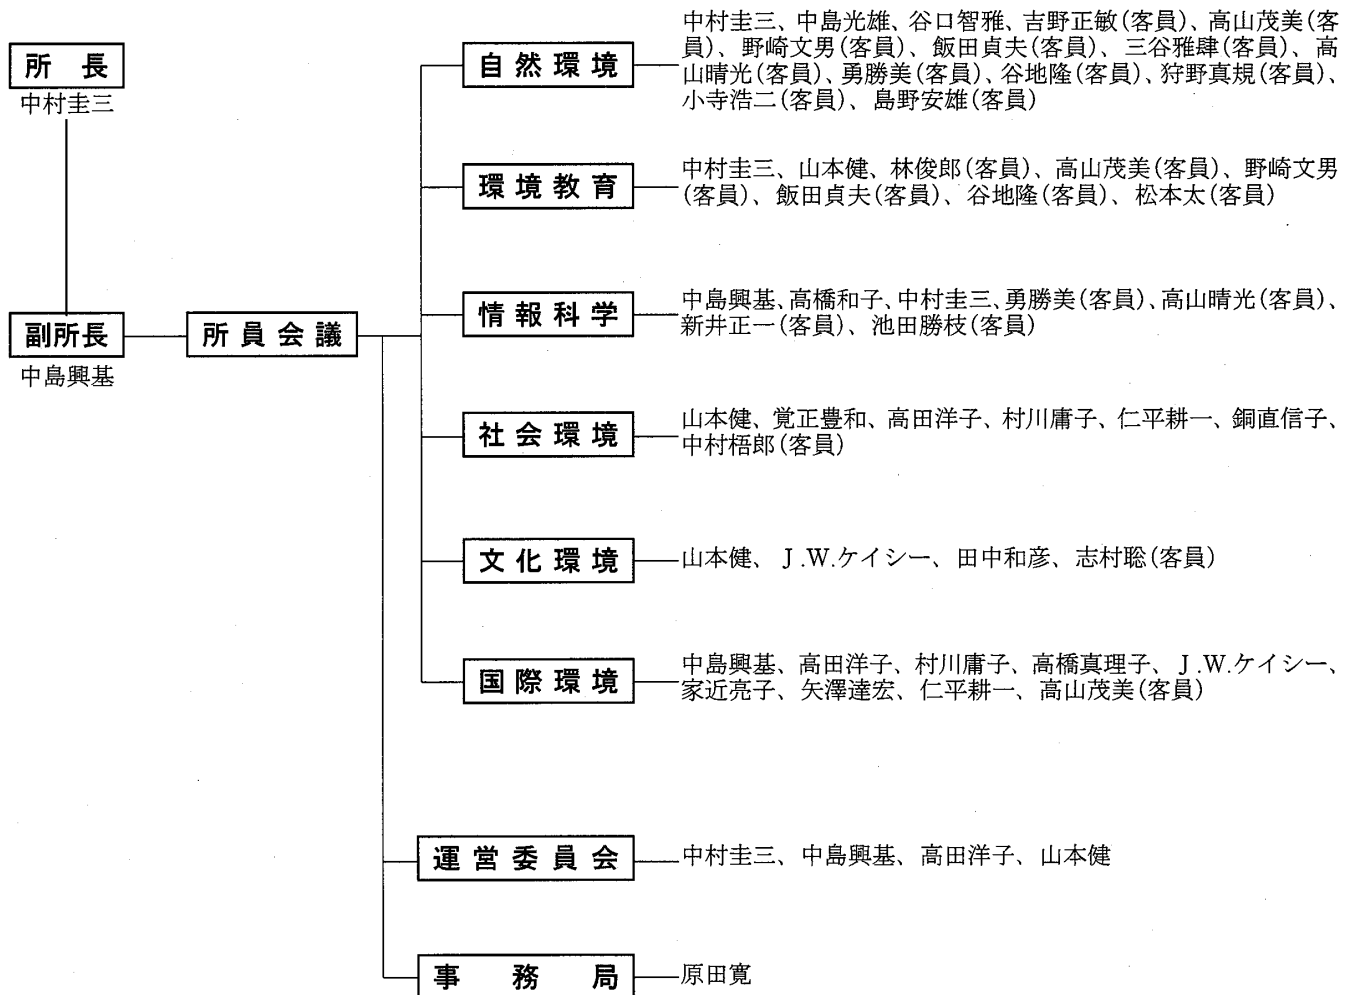 所長
中村圭三
副所長
中島興基
所員会議
自然環境
中村圭三、中島光雄、谷口智雅、吉野正敏(客員)、高山茂美(客
員)、野崎文男(客員)、飯田貞夫(客員)、三谷雅肆(客員)、高
山晴光(客員)、勇勝美(客員)、谷地隆(客員)、狩野真規(客員)、
小寺浩二(客員)、島野安雄(客員)
環境教育
中村圭三、山本健、林俊郎(客員)、高山茂美(客員)、野崎文男
(客員)、飯田貞夫(客員)、谷地隆(客員)、松本太(客員)
情報科学
中島興基、高橋和子、中村圭三、勇勝美(客員)、高山晴光(客員)、
新井正一(客員)、池田勝枝(客員)
社会環境
山本健、覚正豊和、高田洋子、村川庸子、仁平耕一、銅直信子、
中村梧郎(客員)
文化環境
山本健、J.W.ケイシー、田中和彦、志村聡(客員)
国際環境
中島興基、高田洋子、村川庸子、高橋真理子、J.W.ケイシー、
家近亮子、矢澤達宏、仁平耕一、高山茂美(客員)
運営委員会
中村圭三、中島興基、高田洋子、山本健
事務局
原田寛